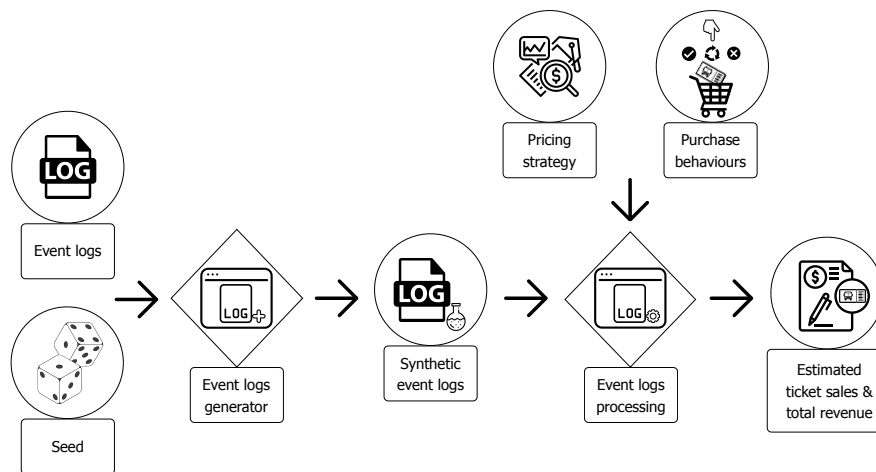 Pricing
strategy
Purchase
behaviours
LOG
Event logs
Seed
LOG
Event logs
generator
LOG
Synthetic
event logs
LOG
Event logs
processing
$
$
Estimated
ticket sales &
total revenue